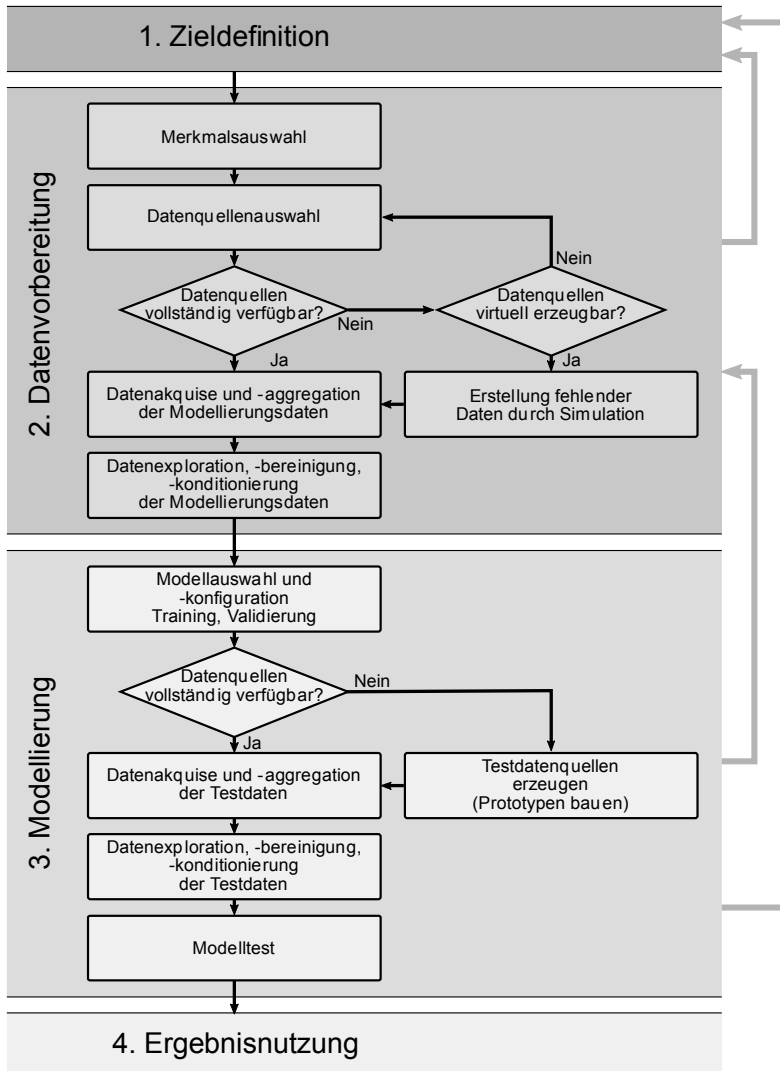 1. Zieldefinition
2. Datenvorbereitung
Merkmalsauswahl
Datenquellenauswahl
Nein
Datenquellen
vollständig verfügbar?
Nein
Datenquellen
virtuell erzeugbar?
Ja
Ja
Datenakquise und -aggregation
der Modellierungsdaten
Erstellung fehlender
Daten durch Simulation
Datenexploration, -bereinigung,
-konditionierung
der Modellierungsdaten
3. Modellierung
Modellauswahl und
-konfiguration
Training, Validierung
Datenquellen
vollständig verfügbar?
Nein
Ja
Datenakquise und -aggregation
der Testdaten
Testdatenquellen
erzeugen
(Prototypen bauen)
Datenexploration, -bereinigung,
-konditionierung
der Testdaten
Modelltest
4. Ergebnisnutzung